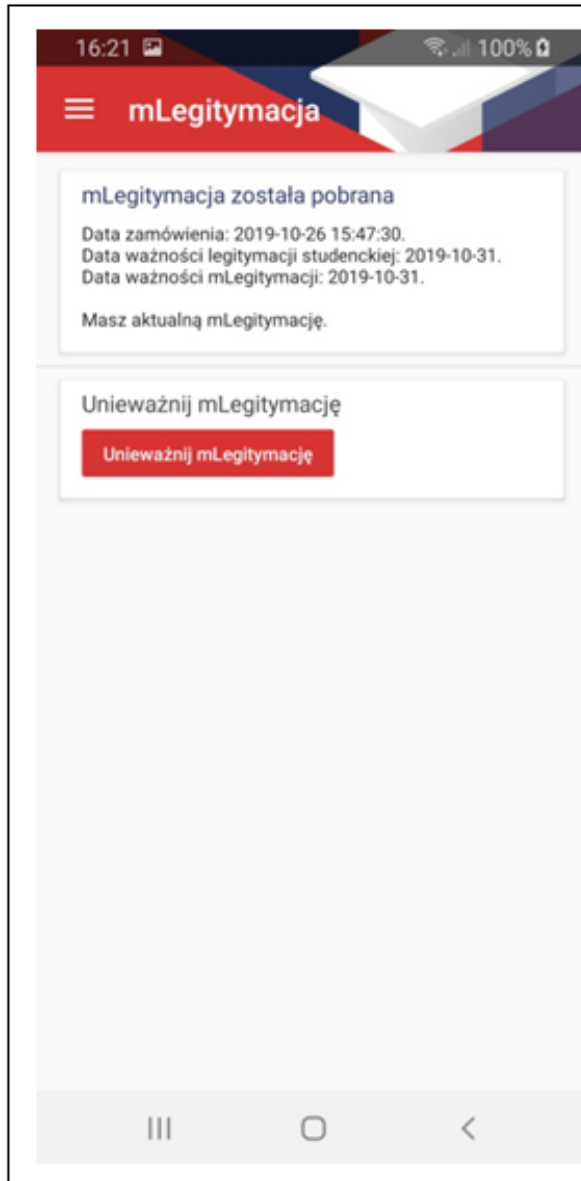 16:21 100%
mLegitymacja
mLegitymacja została pobrana
Data zamówienia: 2019-10-26 15:47:30.
Data ważności legitymacji studenckiej: 2019-10-31.
Data ważności mLegitymacji: 2019-10-31.
Masz aktualną mLegitymację.
Unieważnij mLegitymację
Unieważnij mLegitymację